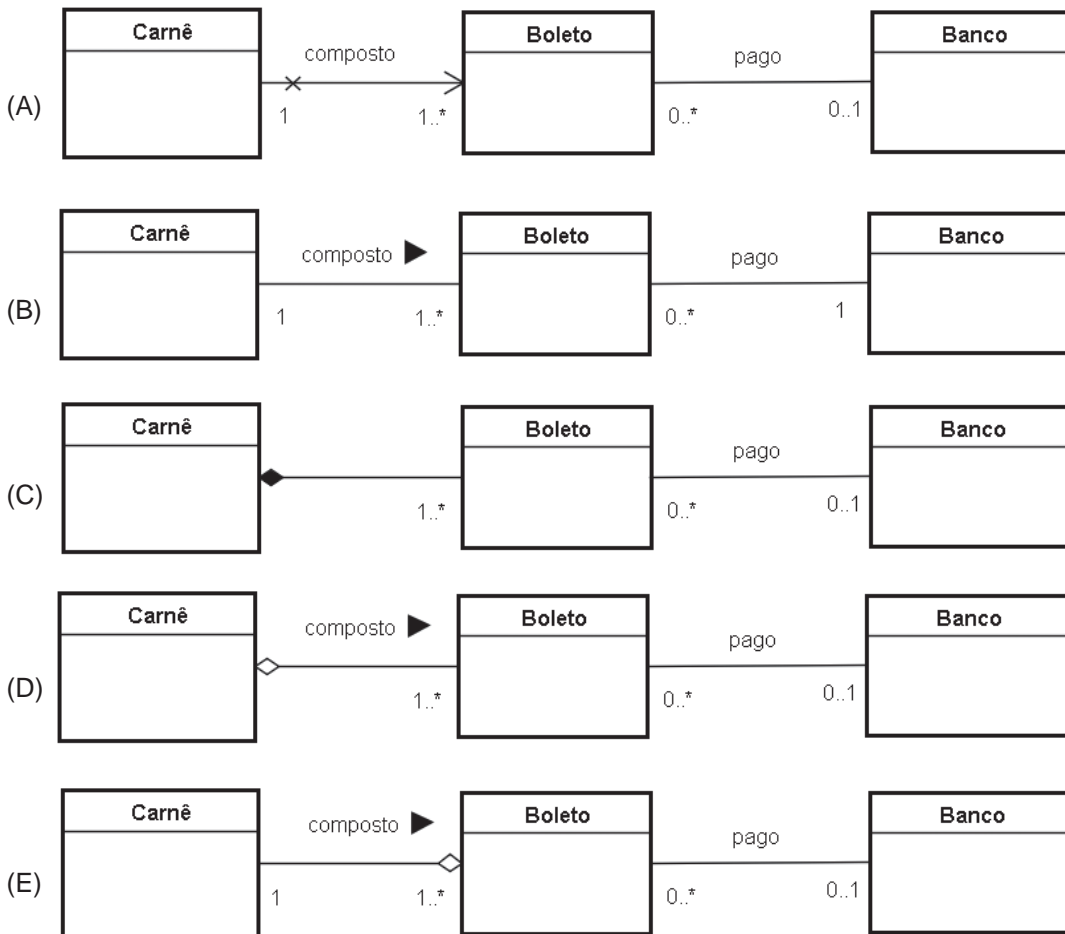 Carnê Boleto Banco
composto pago
(A) 1 1..* 0..* 0..1
Carnê Boleto Banco
composto ▶ pago
(B) 1 1..* 0..* 1
Carnê Boleto Banco
pago
(C) 1..* 0..* 0..1
Carnê Boleto Banco
composto ▶ pago
(D) 1..* 0..* 0..1
Carnê Boleto Banco
composto ▶ pago
(E) 1 1..* 0..* 0..1